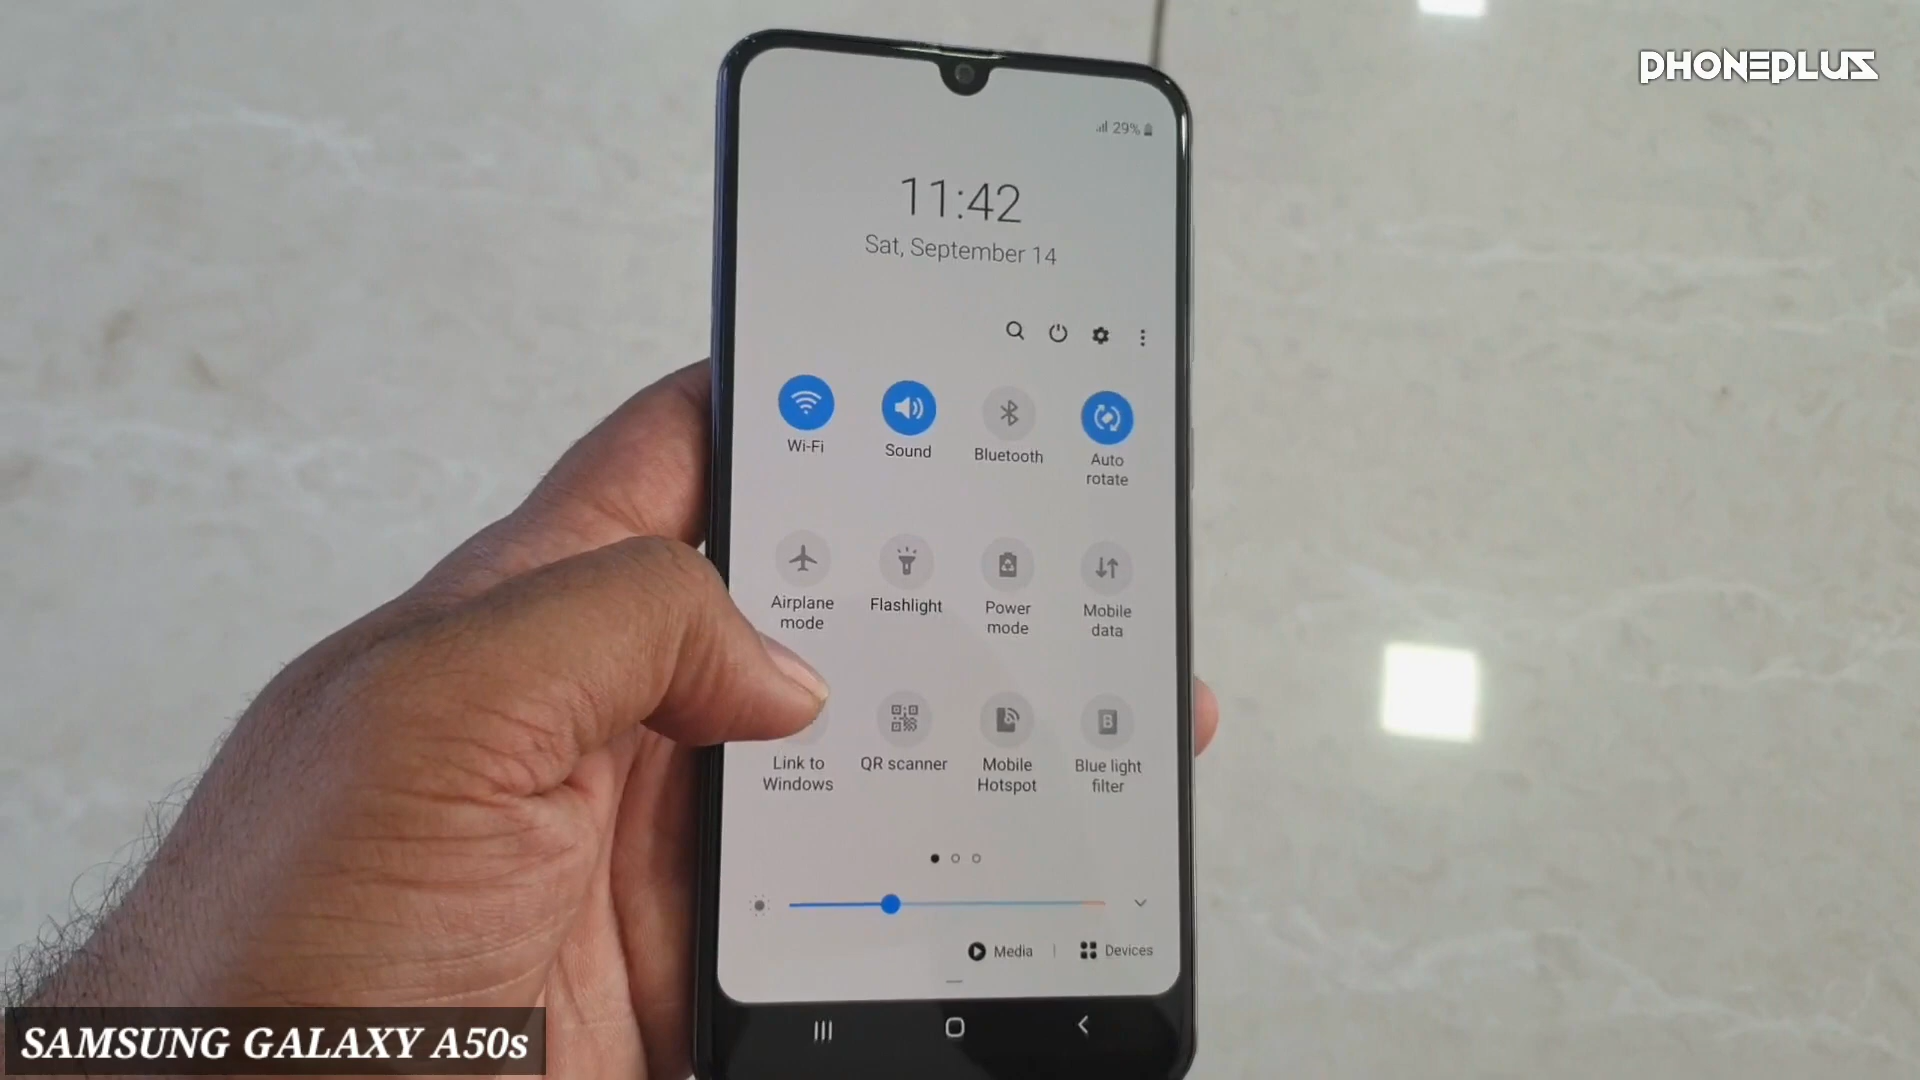 PHONEPLUS
29%
11:42
Sat, September 14
Wi-Fi
Sound
Bluetooth
Auto
rotate
Airplane
mode
Flashlight
Power
mode
Mobile
data
Link to
Windows
QR scanner
Mobile
Hotspot
B
Blue light
filter
Media
Devices
SAMSUNG GALAXY A50s